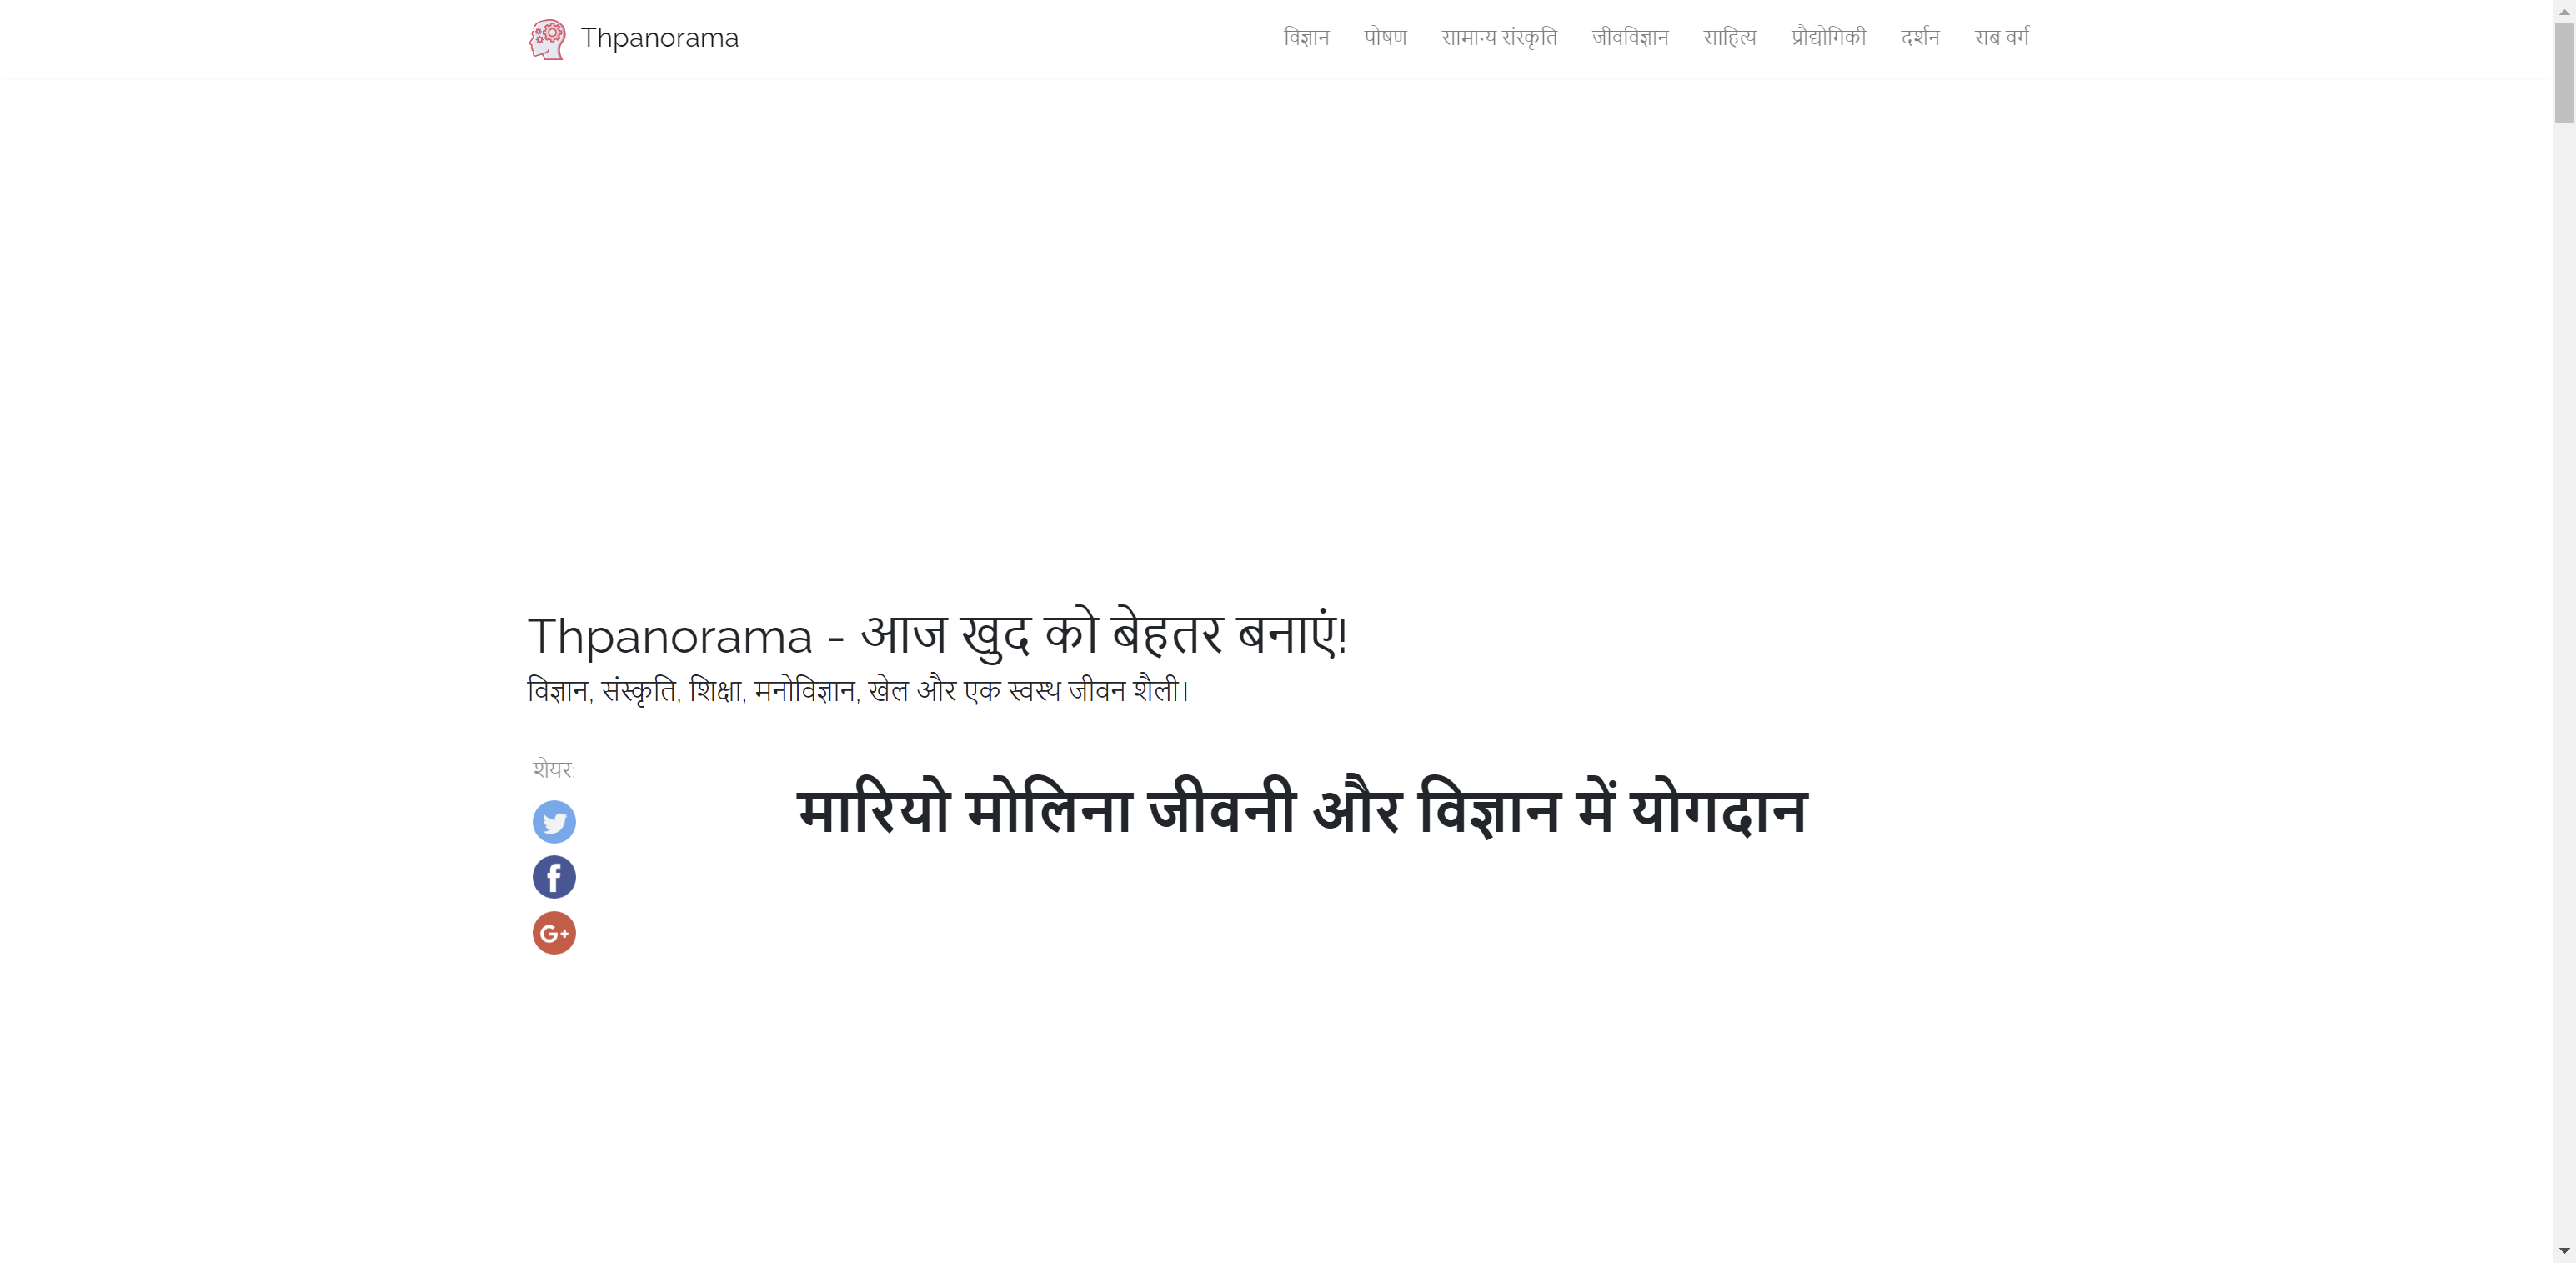 Thpanorama
विज्ञान पोषण सामान्य संस्कृति जीवविज्ञान साहित्य प्रौद्योगिकी दर्शन सब वर्ग
Thpanorama - आज खुद को बेहतर बनाएं!
विज्ञान, संस्कृति, शिक्षा, मनोविज्ञान, खेल और एक स्वस्थ जीवन शैली।
शेयर:
मारियो मोलिना जीवनी और विज्ञान में योगदान